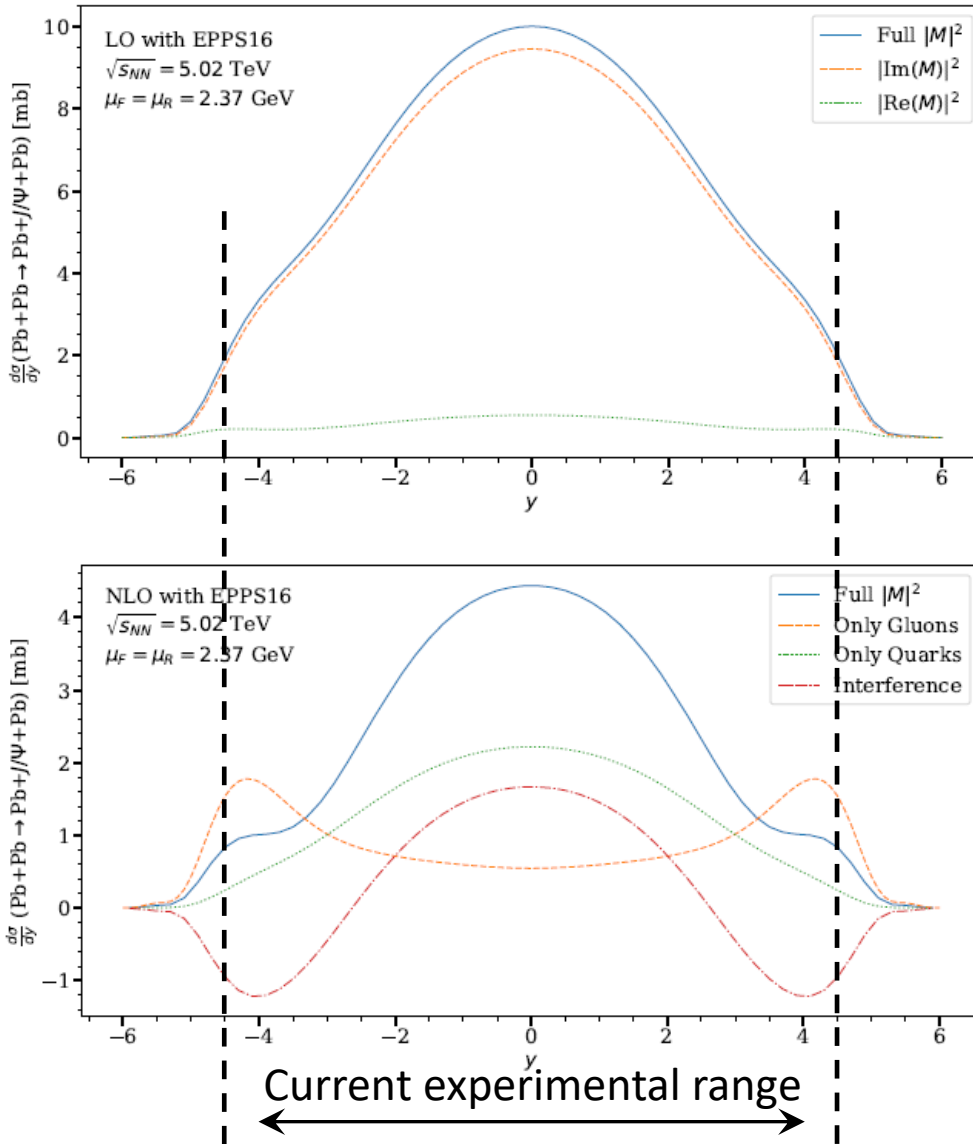 10
8
6
4
2
0
dσ/dy (Pb+Pb → Pb+J/Ψ+Pb) [mb]
LO with EPPS16
√s_NN = 5.02 TeV
μ_F = μ_R = 2.37 GeV
Full |M|²
|Im(M)|²
|Re(M)|²
−6 −4 −2 0 2 4 6
y
4
3
2
1
0
−1
dσ/dy (Pb+Pb → Pb+J/Ψ+Pb) [mb]
NLO with EPPS16
√s_NN = 5.02 TeV
μ_F = μ_R = 2.37 GeV
Full |M|²
Only Gluons
Only Quarks
Interference
−6 −4 −2 0 2 4 6
y
Current experimental range